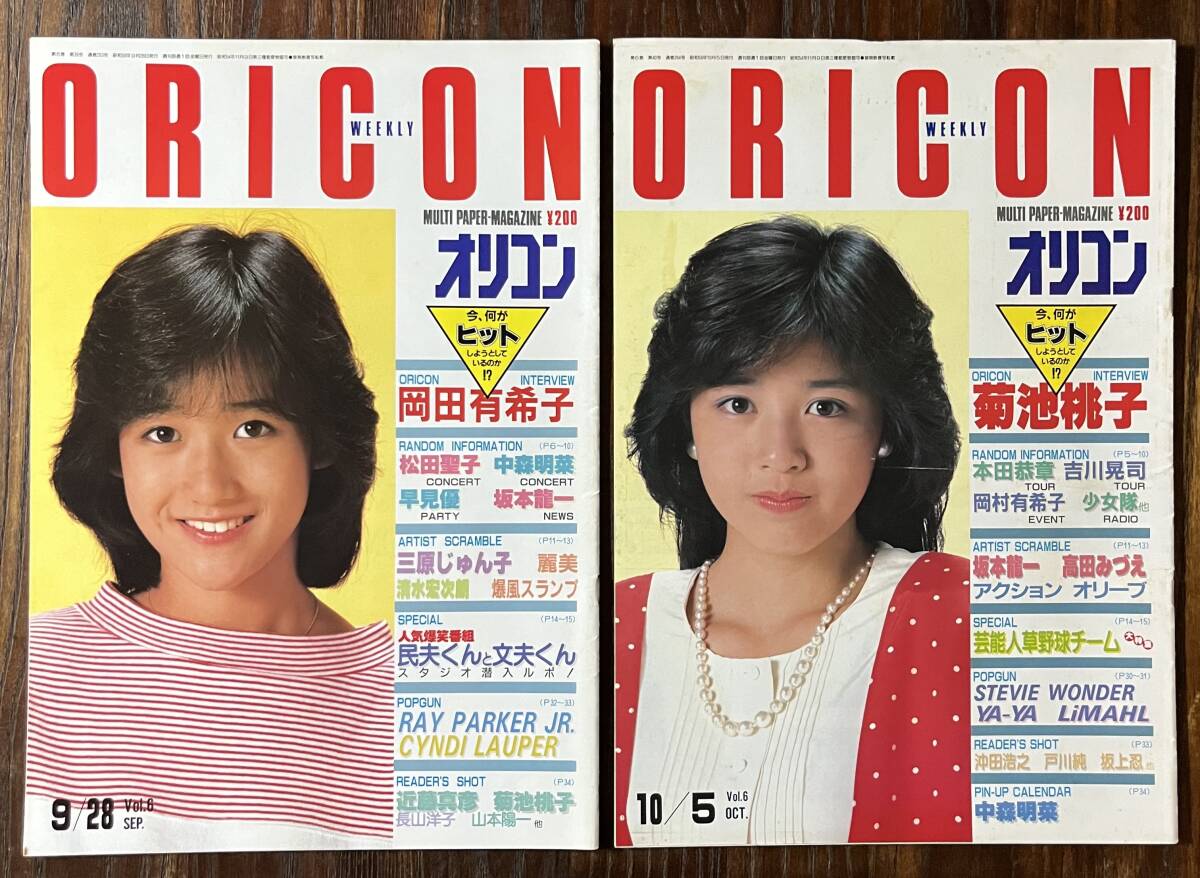 ORICON
WEEKLY
MULTI PAPER-MAGAZINE ¥200
オリコン
今、何が
ヒット
しようとして
いるのか
!?
ORICON INTERVIEW
岡田有希子
RANDOM INFORMATION (P6~10)
松田聖子 中森明菜
CONCERT CONCERT
早見優 坂本龍一
PARTY NEWS
ARTIST SCRAMBLE (P11~13)
三原じゅん子 麗美
清水宏次朗 爆風スランプ
SPECIAL (P14~15)
人気爆笑番組
民夫くんと文夫くん
スタジオ潜入ルポ!
POPGUN (P32~33)
RAY PARKER JR.
CYNDI LAUPER
READER'S SHOT (P34)
近藤真彦 菊池桃子
長山洋子 山本陽一 他
9/28 Vol.6
SEP.
ORICON
WEEKLY
MULTI PAPER-MAGAZINE ¥200
オリコン
今、何が
ヒット
しようとして
いるのか
!?
ORICON INTERVIEW
菊池桃子
RANDOM INFORMATION (P5~10)
本田恭章 吉川晃司
TOUR TOUR
岡村有希子 少女隊他
EVENT RADIO
ARTIST SCRAMBLE (P11~13)
坂本龍一 高田みづえ
アクション オリーブ
SPECIAL (P14~15)
芸能人草野球チーム 大特集
POPGUN (P30~31)
STEVIE WONDER
YA-YA LiMAHL
READER'S SHOT (P33)
沖田浩之 戸川純 坂上忍 他
PIN-UP CALENDAR (P34)
中森明菜
10/5 Vol.6
OCT.